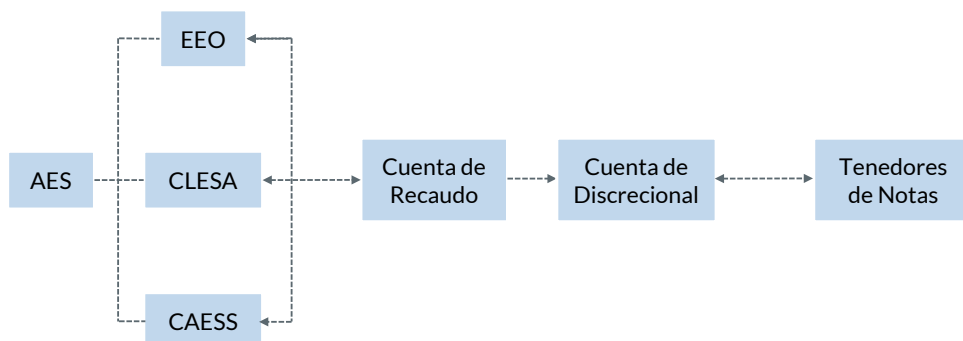 EEO
AES
CLESA
Cuenta de
Recaudo
Cuenta de
Discrecional
Tenedores
de Notas
CAESS